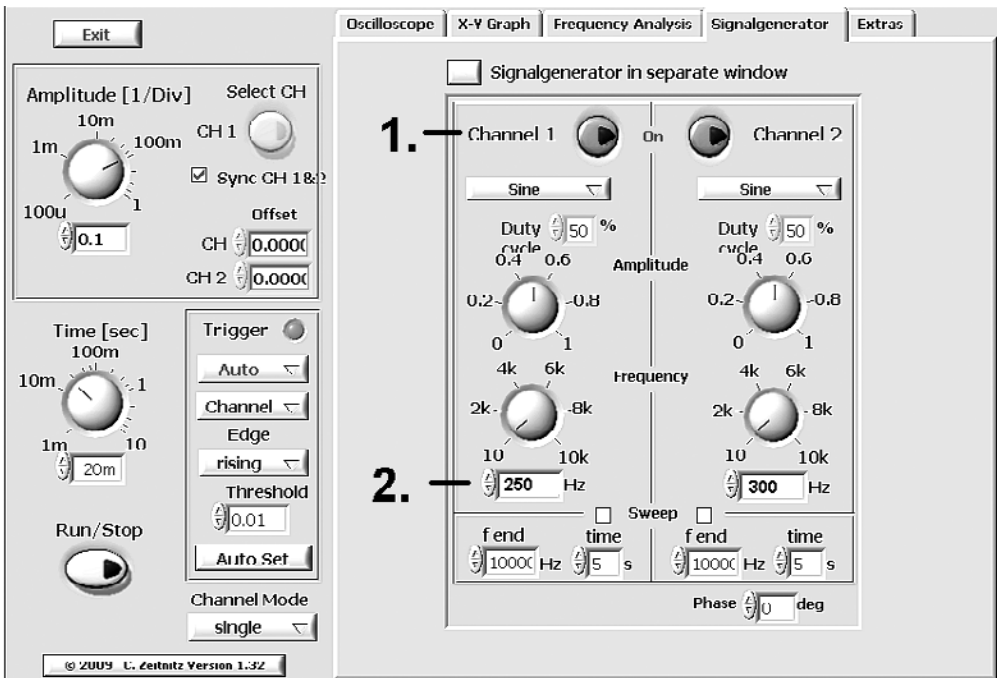 Exit
Oscilloscope
X-Y Graph
Frequency Analysis
Signalgenerator
Extras
Signalgenerator in separate window
Amplitude [1/Div]
Select CH
10m
1m
100m
100u
1
0.1
CH 1
Sync CH 1&2
Offset
CH
0.000(
CH 2
0.000(
Time [sec]
100m
10m
1
1m
10
20m
Trigger
Auto
Channel
Edge
rising
Threshold
0.01
Auto Set
Run/Stop
Channel Mode
single
© 2009 C. Zeitnitz Version 1.32
1.
Channel 1
On
Channel 2
Sine
Sine
Duty cycle
50 %
Duty cycle
50 %
Amplitude
0.4 0.6
0.2 0.8
0 1
0.4 0.6
0.2 0.8
0 1
Frequency
4k 6k
2k 8k
10 10k
4k 6k
2k 8k
10 10k
2.
250 Hz
300 Hz
Sweep
f end time
1000( Hz 5 s
f end time
1000( Hz 5 s
Phase 0 deg